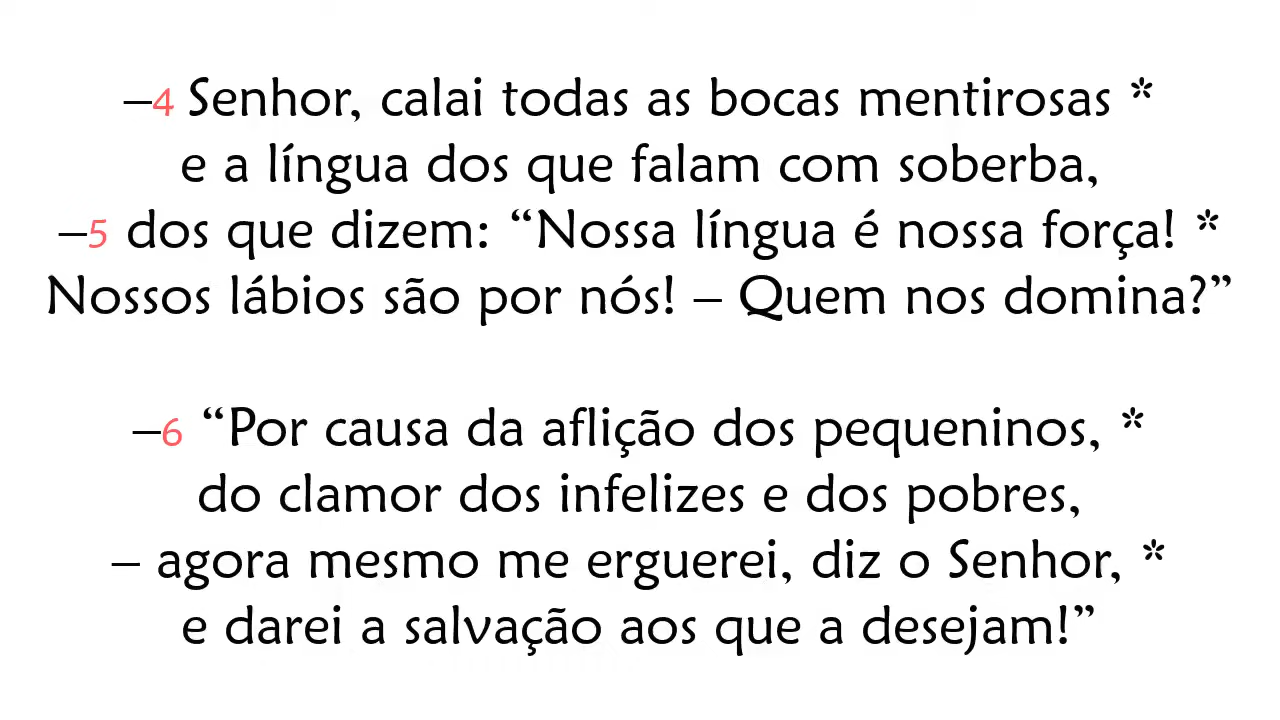 –4 Senhor, calai todas as bocas mentirosas *
e a língua dos que falam com soberba,
–5 dos que dizem: “Nossa língua é nossa força! *
Nossos lábios são por nós! – Quem nos domina?”
–6 “Por causa da aflição dos pequeninos, *
do clamor dos infelizes e dos pobres,
– agora mesmo me erguerei, diz o Senhor, *
e darei a salvação aos que a desejam!”